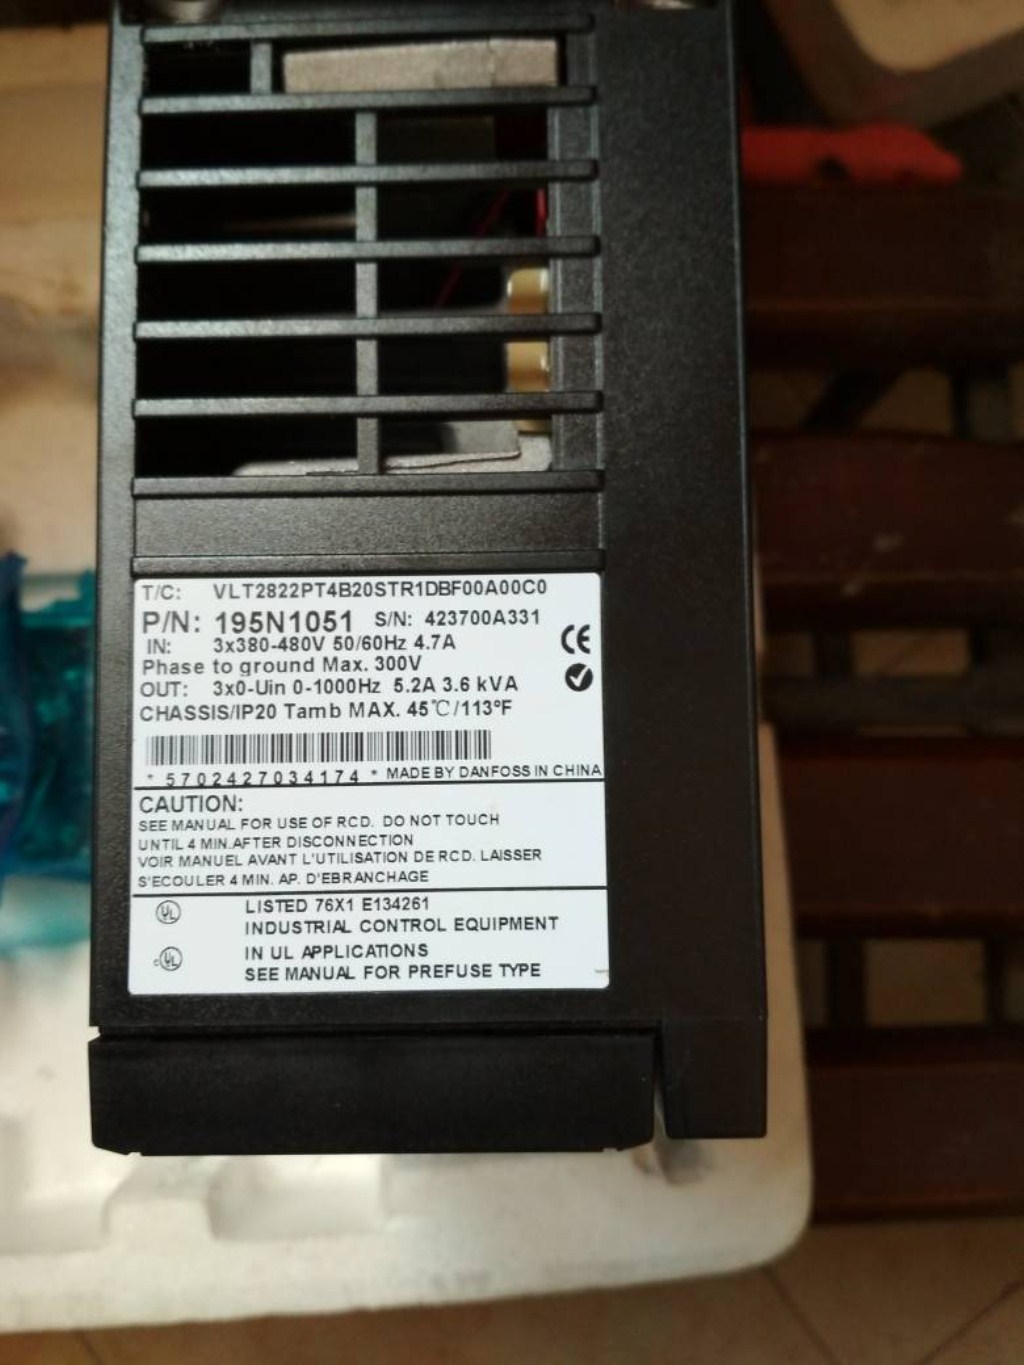 T/C: VLT2822PT4B20STR1DBF00A00C0
P/N: 195N1051 S/N: 423700A331
IN: 3x380-480V 50/60Hz 4.7A
Phase to ground Max. 300V
OUT: 3x0-Uin 0-1000Hz 5.2A 3.6 kVA
CHASSIS/IP20 Tamb MAX. 45℃/113ºF
CE
* 5702427034174 * MADE BY DANFOSS IN CHINA
CAUTION:
SEE MANUAL FOR USE OF RCD. DO NOT TOUCH
UNTIL 4 MIN.AFTER DISCONNECTION
VOIR MANUEL AVANT L'UTILISATION DE RCD. LAISSER
S'ECOULER 4 MIN. AP. D'EBRANCHAGE
UL LISTED 76X1 E134261
INDUSTRIAL CONTROL EQUIPMENT
c UL IN UL APPLICATIONS
SEE MANUAL FOR PREFUSE TYPE